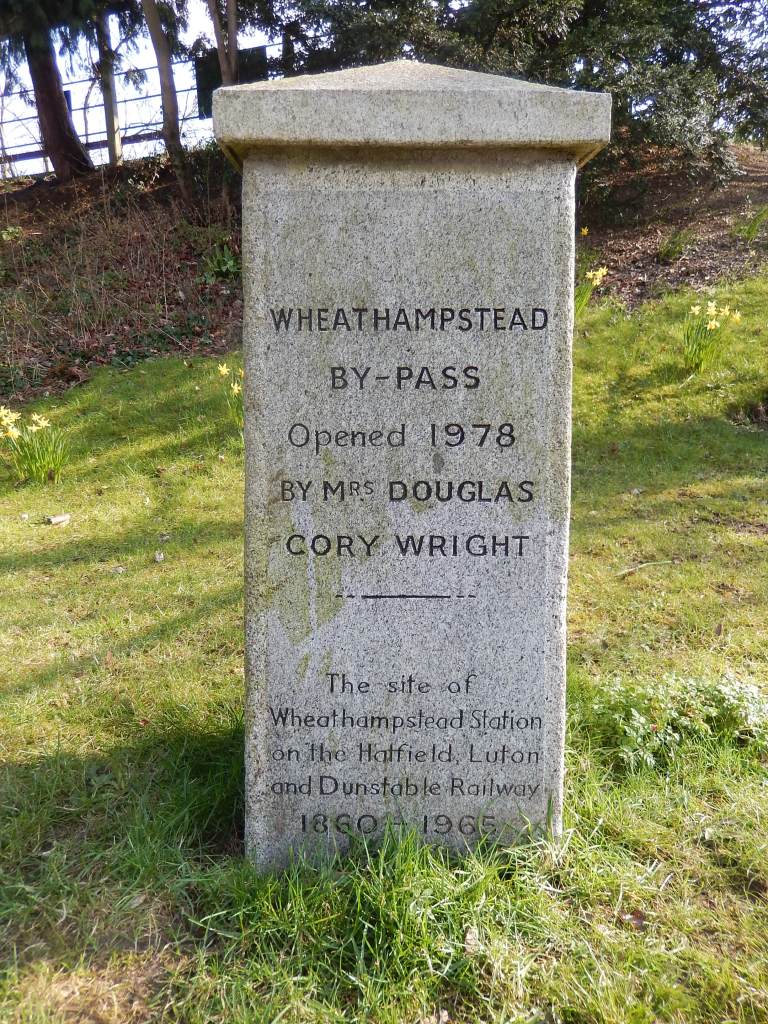 WHEATHAMPSTEAD
BY-PASS
Opened 1978
BY MRS DOUGLAS
CORY WRIGHT
The site of
Wheathampstead Station
on the Hatfield, Luton
and Dunstable Railway
1860 - 1965